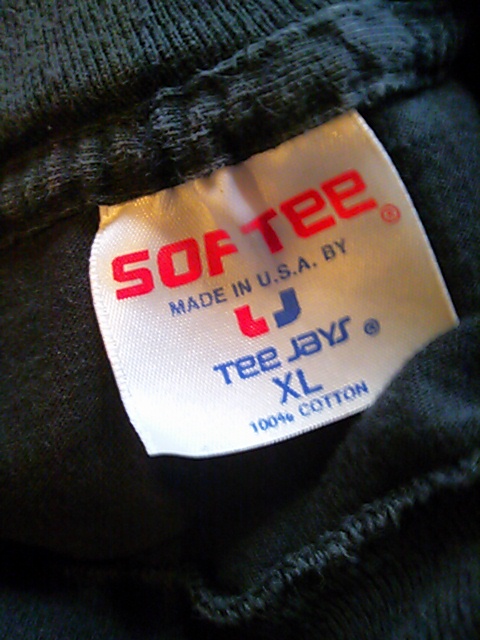 SOFTEE®
MADE IN U.S.A. BY
TEE JAYS ®
XL
100% COTTON